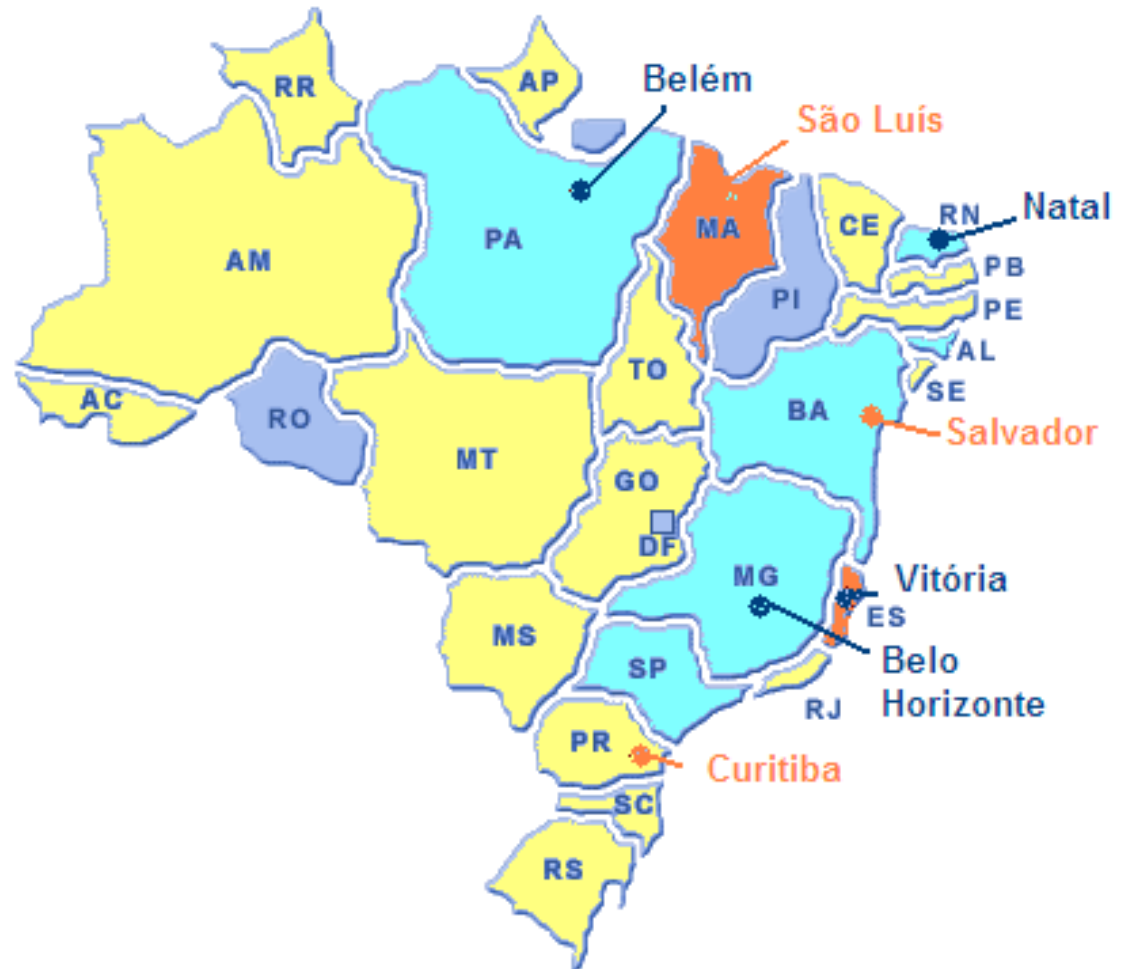 RR
AP
Belém
São Luís
RN
Natal
AM
PA
MA
CE
PB
PI
PE
TO
AL
AC
RO
BA
SE
MT
GO
Salvador
DF
MG
Vitória
MS
SP
ES
Belo
Horizonte
RJ
PR
Curitiba
SC
RS